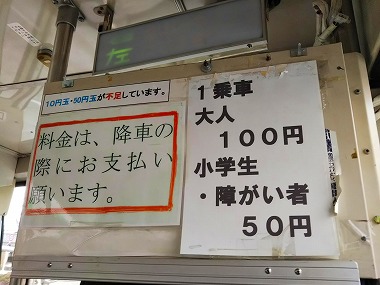 10円玉・50円玉が不足しています。
料金は、降車の
際にお支払い
願います。
1乗車
大人
100円
小学生
・障がい者
50円